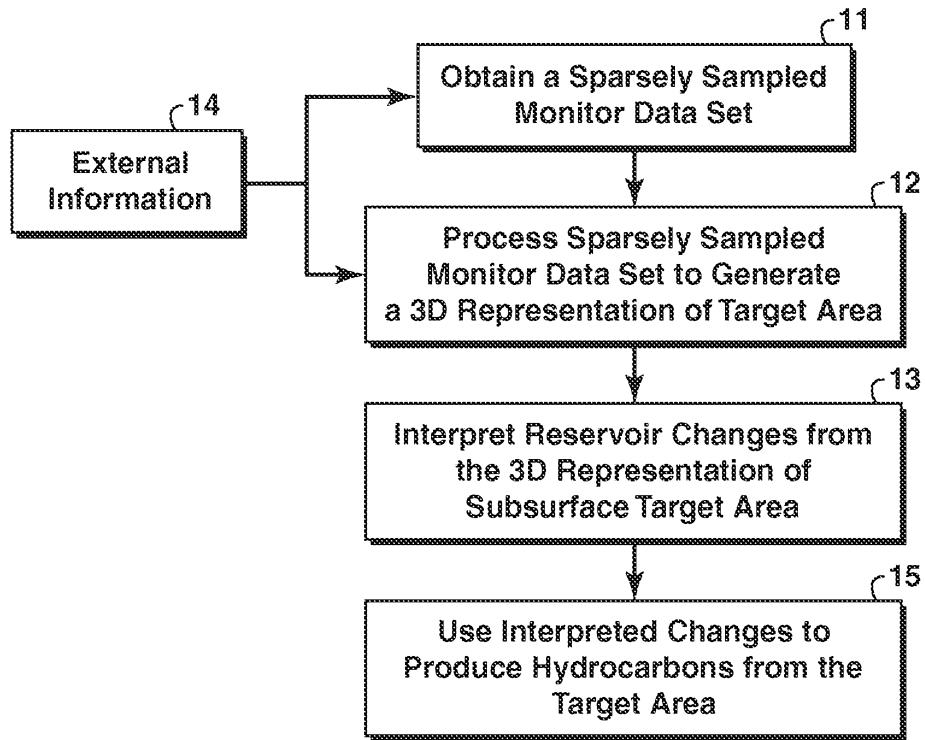 11
Obtain a Sparsely Sampled
Monitor Data Set
14
External
Information
12
Process Sparsely Sampled
Monitor Data Set to Generate
a 3D Representation of Target Area
13
Interpret Reservoir Changes from
the 3D Representation of
Subsurface Target Area
15
Use Interpreted Changes to
Produce Hydrocarbons from the
Target Area